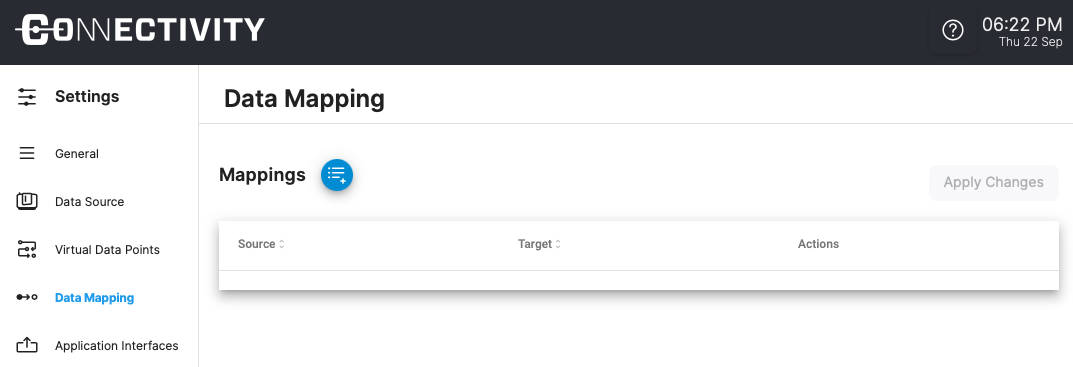 CONNECTIVITY
06:22 PM
Thu 22 Sep
Settings
Data Mapping
General
Mappings
Apply Changes
Data Source
Source
Target
Actions
Virtual Data Points
Data Mapping
Application Interfaces